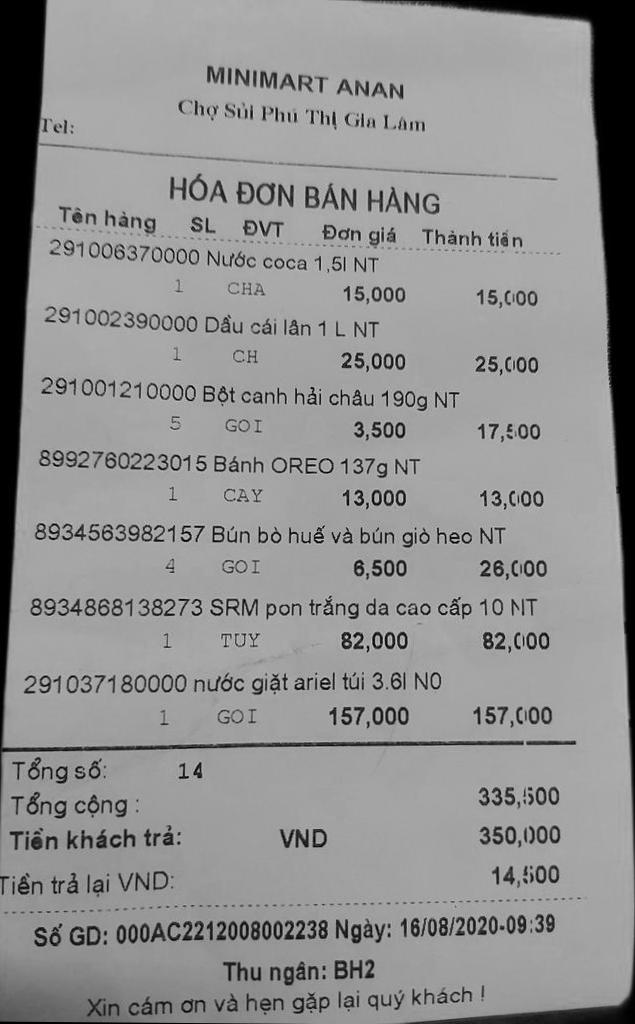 MINIMART ANAN
Chợ Sủi Phú Thị Gia Lâm
Tel:
HÓA ĐƠN BÁN HÀNG
Tên hàng SL ĐVT Đơn giá Thành tiền
291006370000 Nước coca 1,5l NT
1 CHA 15,000 15,000
291002390000 Dầu cái lân 1 L NT
1 CH 25,000 25,000
291001210000 Bột canh hải châu 190g NT
5 GOI 3,500 17,500
8992760223015 Bánh OREO 137g NT
1 CAY 13,000 13,000
8934563982157 Bún bò huế và bún giò heo NT
4 GOI 6,500 26,000
8934868138273 SRM pon trắng da cao cấp 10 NT
1 TUY 82,000 82,000
291037180000 nước giặt ariel túi 3.6l N0
1 GOI 157,000 157,000
Tổng số: 14
Tổng cộng : 335,500
Tiền khách trả: VND 350,000
Tiền trả lại VND: 14,500
Số GD: 000AC2212008002238 Ngày: 16/08/2020-09:39
Thu ngân: BH2
Xin cám ơn và hẹn gặp lại quý khách !